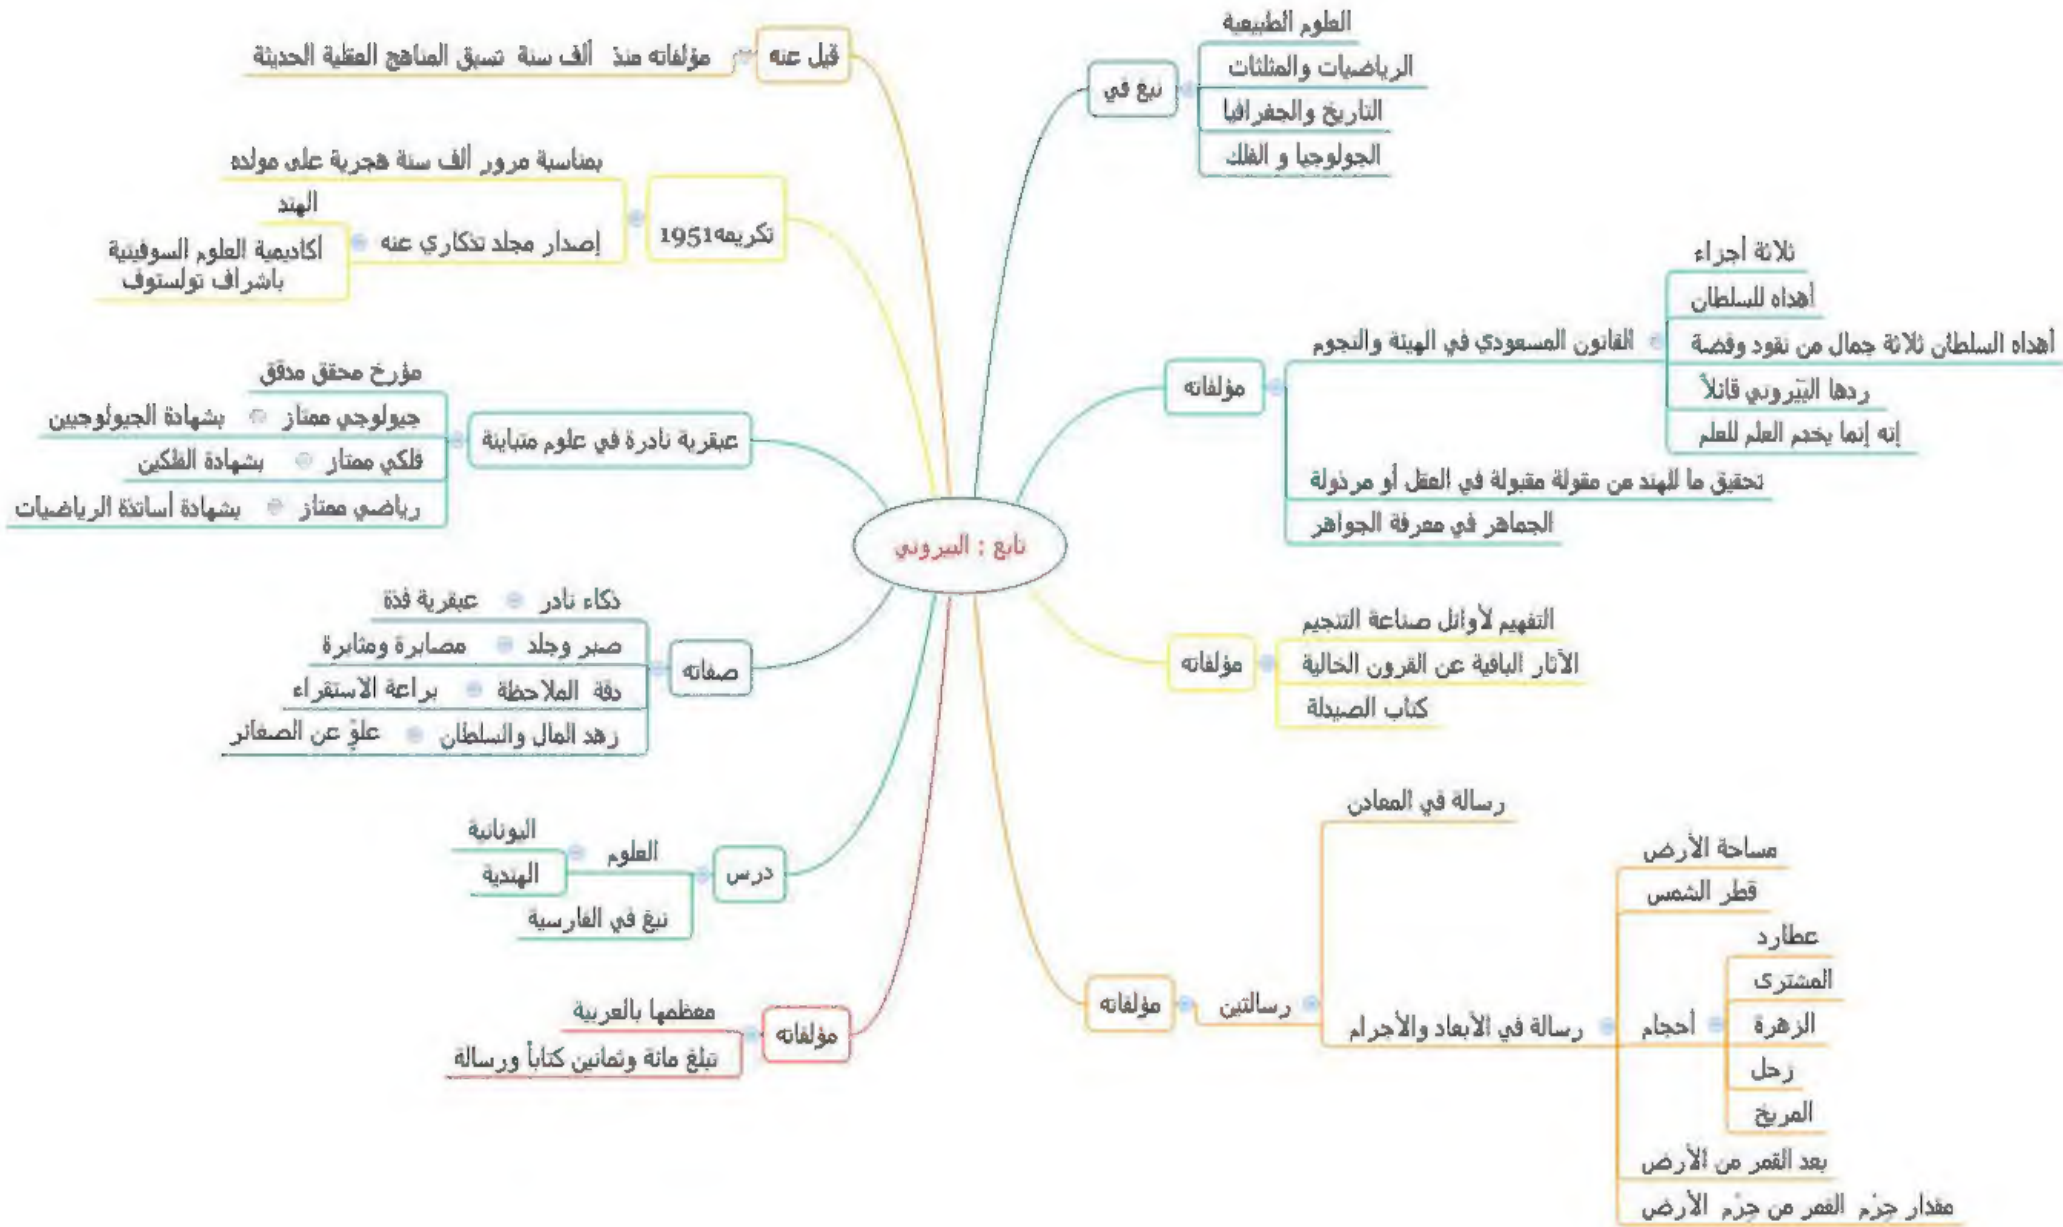 تابع : البيروني
نبغ في
العلوم الطبيعية
الرياضيات والمثلثات
التاريخ والجغرافيا
الجولوجيا و الفلك
مؤلفاته
القانون المسعودي في الهيئة والنجوم
ثلاثة أجزاء
أهداه للسلطان
أهداه السلطان ثلاثة جمال من نقود وفضة
ردها البَيْروني قائلاً
إنه إنما يخدم العلم للعلم
تحقيق ما للهند من مقولة مقبولة في العقل أو مرذولة
الجماهر في معرفة الجواهر
مؤلفاته
التفهيم لأوائل صناعة التنجيم
الآثار الباقية عن القرون الخالية
كتاب الصيدلة
مؤلفاته
رسالتين
رسالة في المعادن
رسالة في الأبعاد والأجرام
مساحة الأرض
قطر الشمس
أحجام
عطارد
المشترى
الزهرة
زحل
المريخ
بعد القمر من الأرض
مقدار جرْم القمر من جرْم الأرض
قيل عنه
مؤلفاته منذ ألف سنة تسبق المناهج العقلية الحديثة
تكريمه1951
بمناسبة مرور ألف سنة هجرية على مولده
إصدار مجلد تذكاري عنه
الهند
أكاديمية العلوم السوفيتية
باشراف تولستوف
عبقرية نادرة في علوم متباينة
مؤرخ محقق مدقق
جيولوجي ممتاز بشهادة الجيولوجيين
فلكي ممتاز بشهادة الفلكين
رياضي ممتاز بشهادة أساتذة الرياضيات
صفاته
ذكاء نادر عبقرية فذة
صبر وجلد مصابرة ومثابرة
دقة الملاحظة براعة الاستقراء
زهد المال والسلطان علوّ عن الصغائر
درس
العلوم
اليونانية
الهندية
نبغ في الفارسية
مؤلفاته
معظمها بالعربية
تبلغ مائة وثمانين كتاباً ورسالة